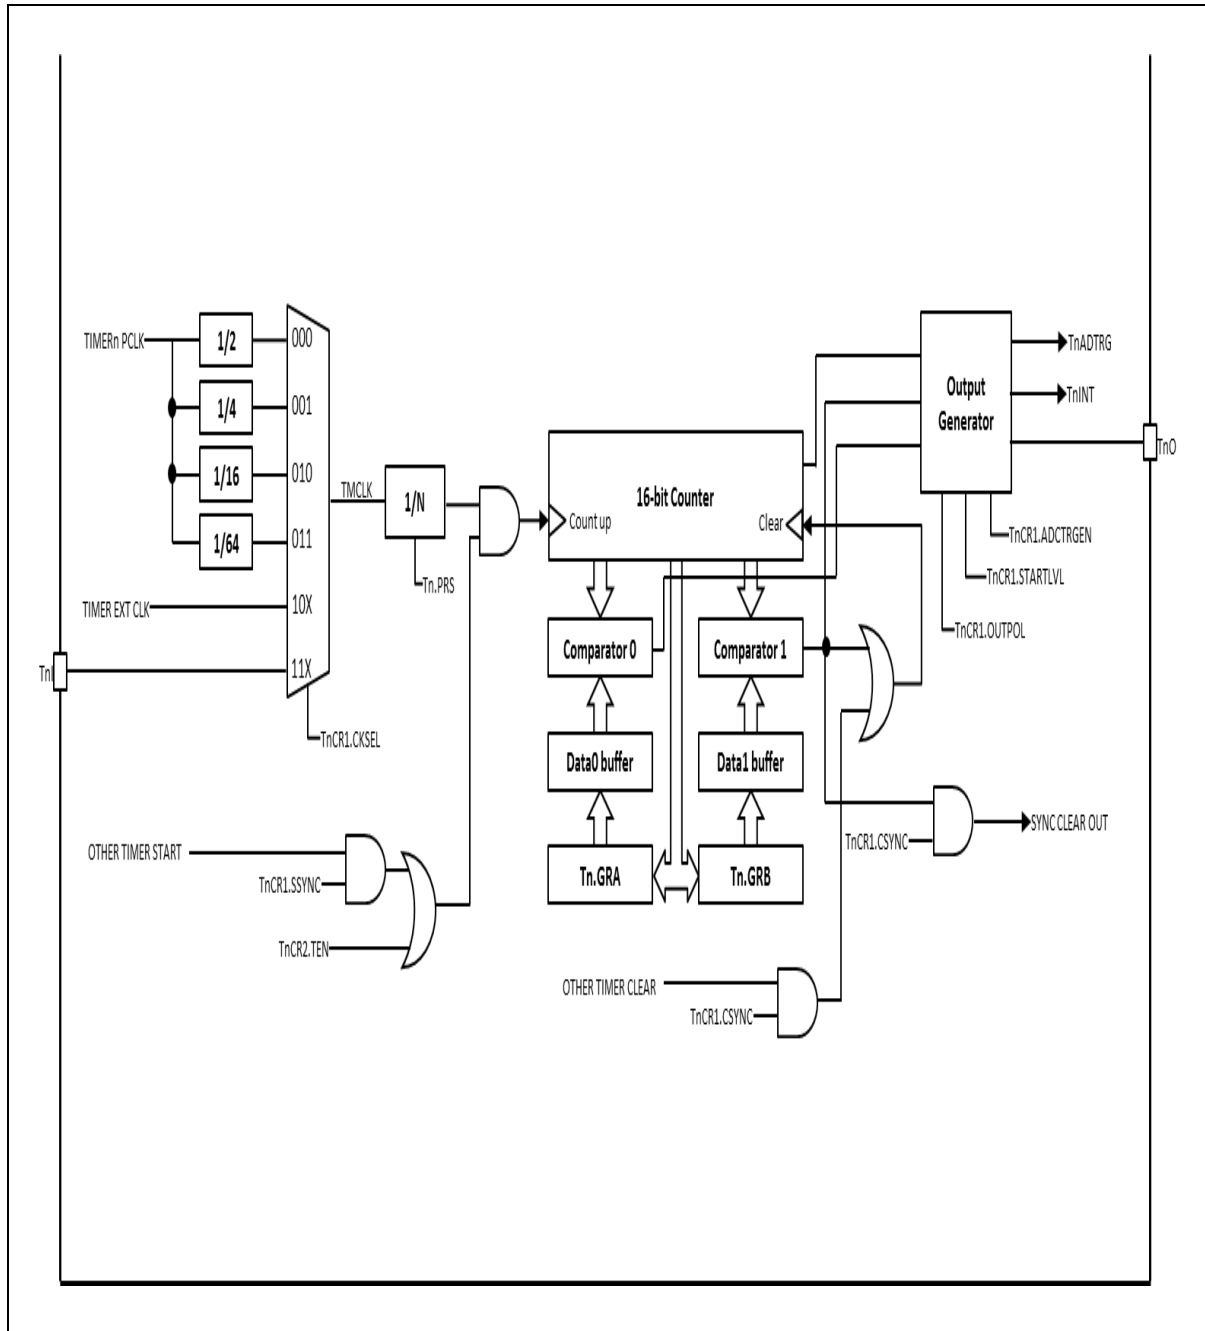 TIMERn PCLK
1/2
000
1/4
001
1/16
010
1/64
011
TIMER EXT CLK
10X
TnI
11X
TnCR1.CKSEL
TMCLK
1/N
Tn.PRS
16-bit Counter
Count up
Clear
Output
Generator
TnADTRG
TnINT
TnO
TnCR1.ADCTRGEN
TnCR1.STARTLVL
TnCR1.OUTPOL
Comparator 0
Comparator 1
Data0 buffer
Data1 buffer
Tn.GRA
Tn.GRB
OTHER TIMER START
TnCR1.SSYNC
TnCR2.TEN
TnCR1.CSYNC
SYNC CLEAR OUT
OTHER TIMER CLEAR
TnCR1.CSYNC